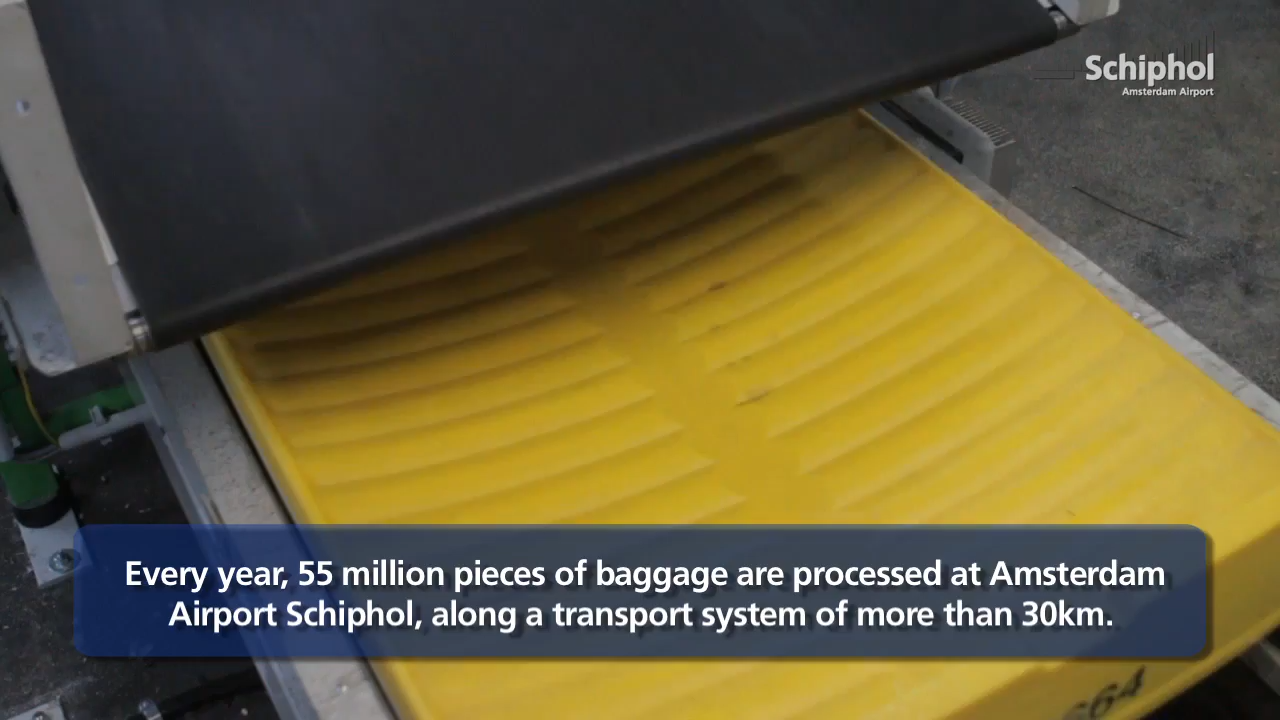 Schiphol
Amsterdam Airport
Every year, 55 million pieces of baggage are processed at Amsterdam
Airport Schiphol, along a transport system of more than 30km.
664